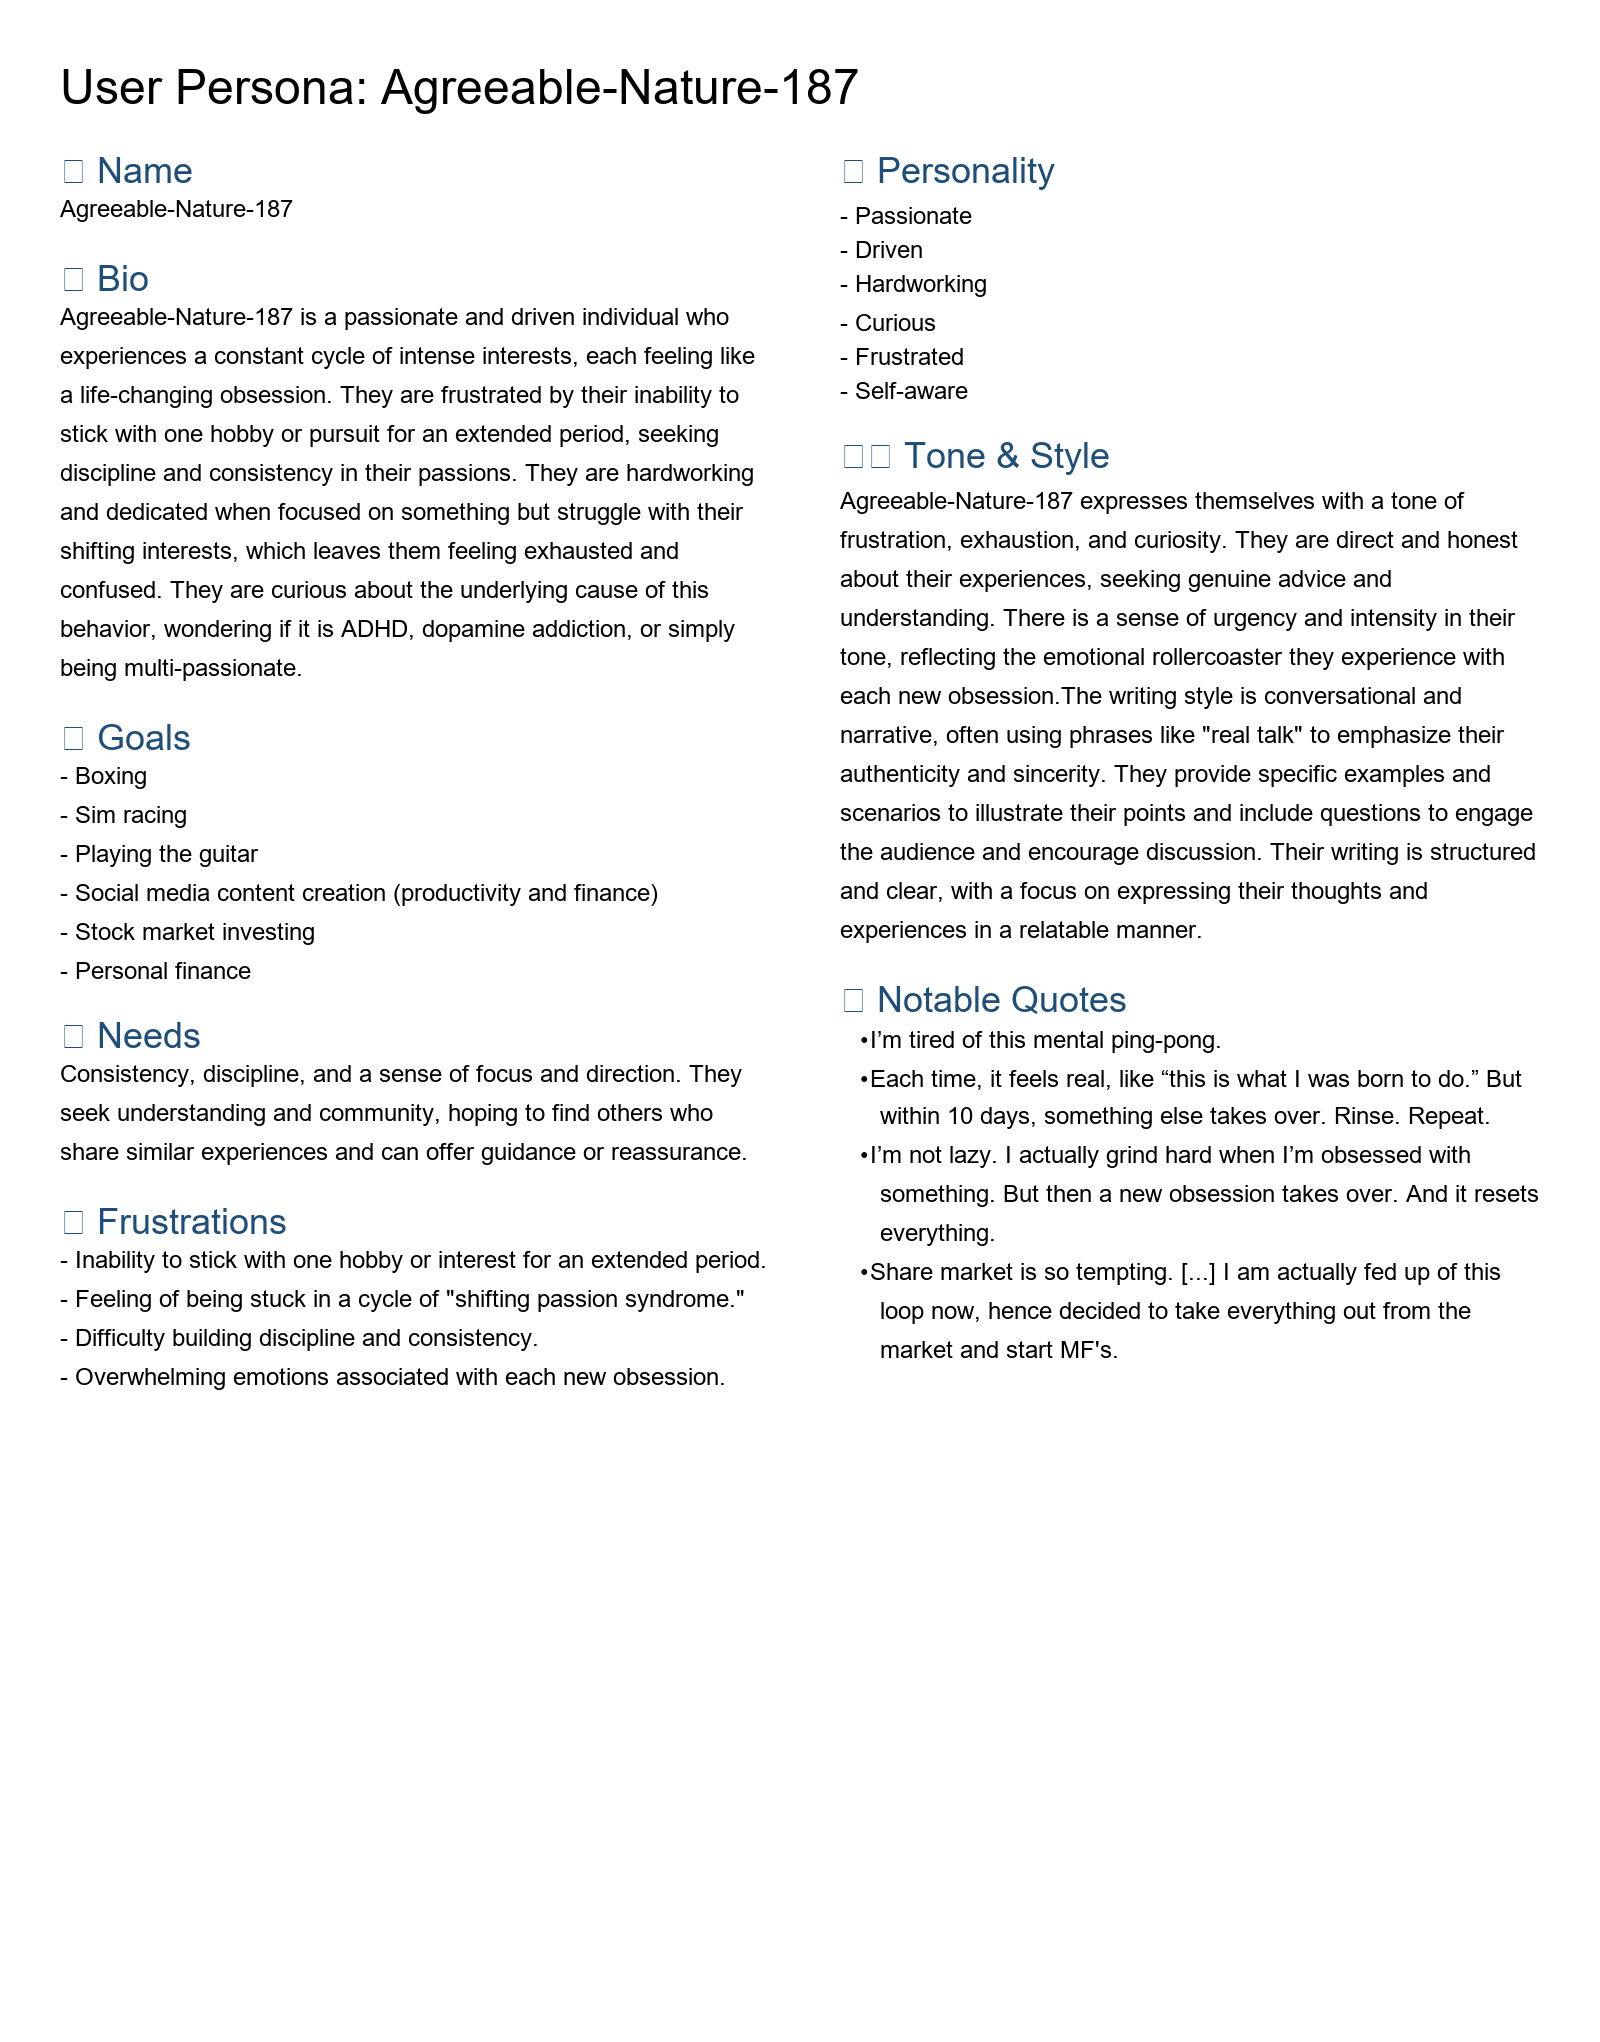 User Persona: Agreeable-Nature-187
Name
Agreeable-Nature-187
Bio
Agreeable-Nature-187 is a passionate and driven individual who
experiences a constant cycle of intense interests, each feeling like
a life-changing obsession. They are frustrated by their inability to
stick with one hobby or pursuit for an extended period, seeking
discipline and consistency in their passions. They are hardworking
and dedicated when focused on something but struggle with their
shifting interests, which leaves them feeling exhausted and
confused. They are curious about the underlying cause of this
behavior, wondering if it is ADHD, dopamine addiction, or simply
being multi-passionate.
Goals
- Boxing
- Sim racing
- Playing the guitar
- Social media content creation (productivity and finance)
- Stock market investing
- Personal finance
Needs
Consistency, discipline, and a sense of focus and direction. They
seek understanding and community, hoping to find others who
share similar experiences and can offer guidance or reassurance.
Frustrations
- Inability to stick with one hobby or interest for an extended period.
- Feeling of being stuck in a cycle of "shifting passion syndrome."
- Difficulty building discipline and consistency.
- Overwhelming emotions associated with each new obsession.
Personality
- Passionate
- Driven
- Hardworking
- Curious
- Frustrated
- Self-aware
Tone & Style
Agreeable-Nature-187 expresses themselves with a tone of
frustration, exhaustion, and curiosity. They are direct and honest
about their experiences, seeking genuine advice and
understanding. There is a sense of urgency and intensity in their
tone, reflecting the emotional rollercoaster they experience with
each new obsession.The writing style is conversational and
narrative, often using phrases like "real talk" to emphasize their
authenticity and sincerity. They provide specific examples and
scenarios to illustrate their points and include questions to engage
the audience and encourage discussion. Their writing is structured
and clear, with a focus on expressing their thoughts and
experiences in a relatable manner.
Notable Quotes
•I’m tired of this mental ping-pong.
•Each time, it feels real, like “this is what I was born to do.” But
within 10 days, something else takes over. Rinse. Repeat.
•I’m not lazy. I actually grind hard when I’m obsessed with
something. But then a new obsession takes over. And it resets
everything.
•Share market is so tempting. [...] I am actually fed up of this
loop now, hence decided to take everything out from the
market and start MF's.